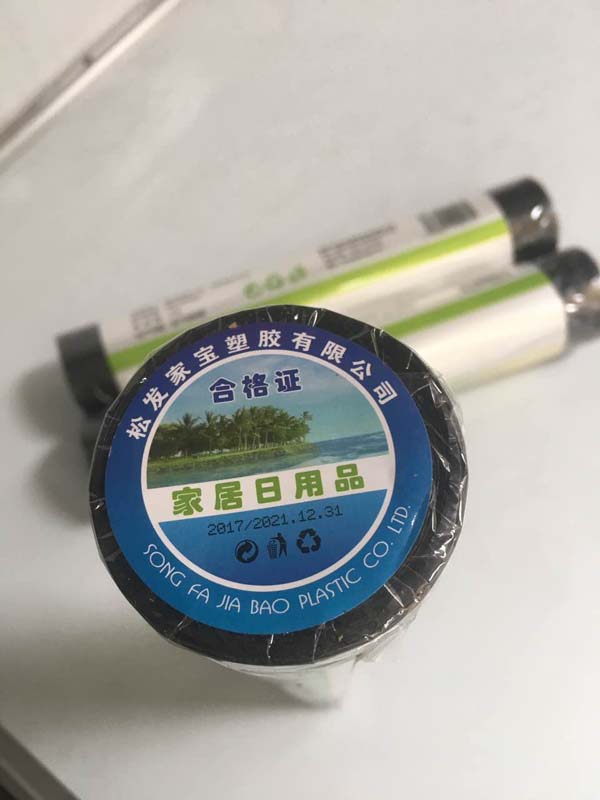 松发家宝塑胶有限公司
合格证
家居日用品
2017/2021.12.31
SONG FA JIA BAO PLASTIC CO. LTD.